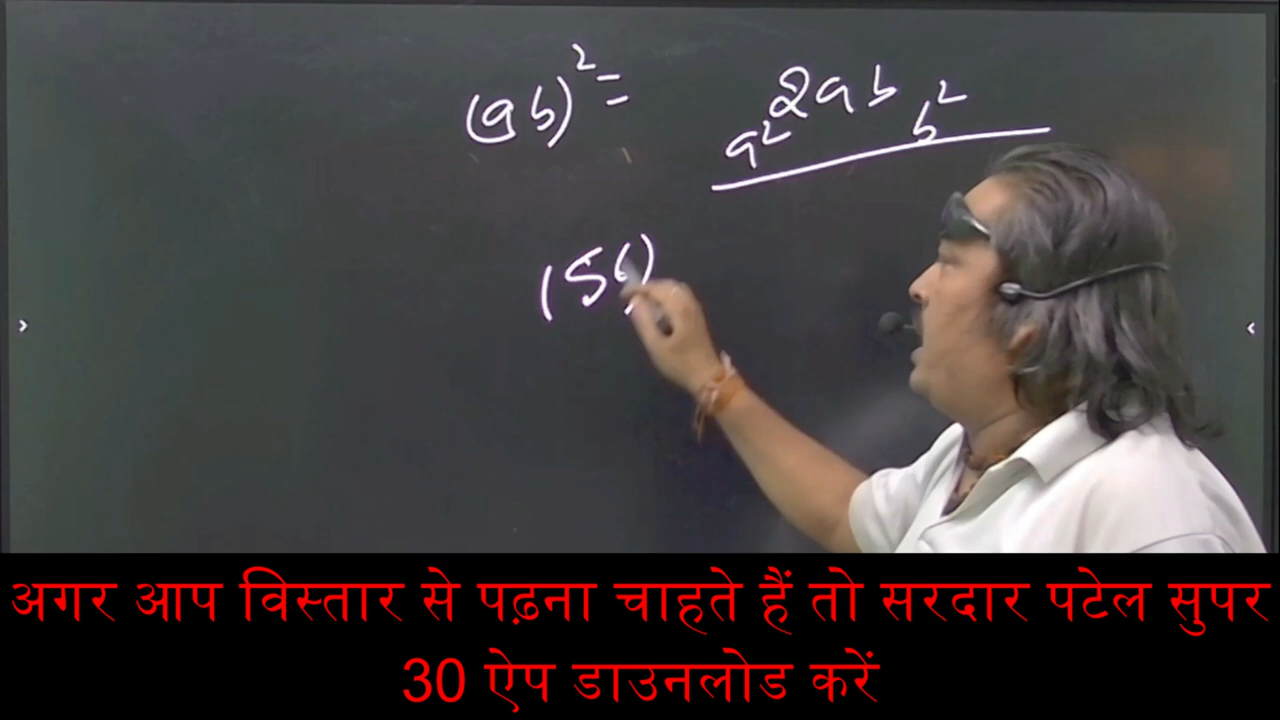 (ab)²= a² 2ab b²
(56)
अगर आप विस्तार से पढ़ना चाहते हैं तो सरदार पटेल सुपर
30 ऐप डाउनलोड करें